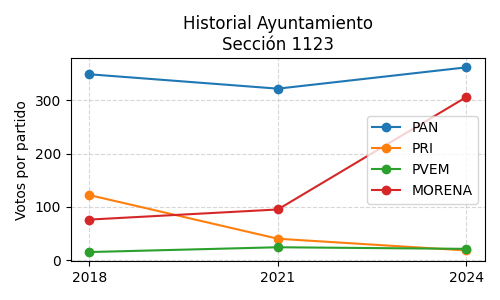 Historial Ayuntamiento
Sección 1123
Votos por partido
300
200
100
0
PAN
PRI
PVEM
MORENA
2018
2021
2024